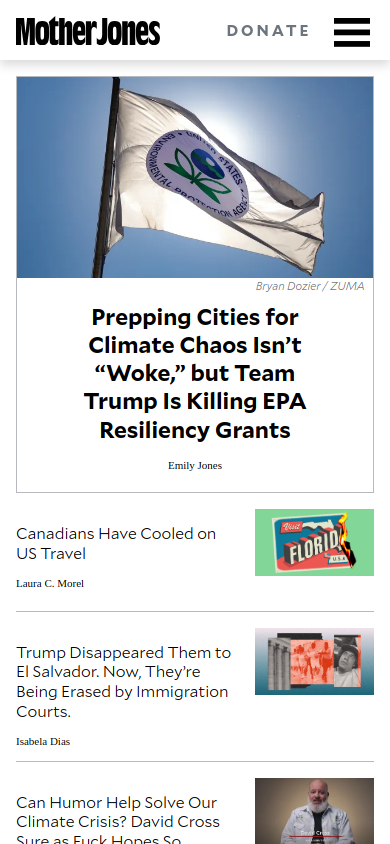 Mother Jones
DONATE
UNITED STATES
ENVIRONMENTAL PROTECTION AGENCY
Bryan Dozier / ZUMA
Prepping Cities for
Climate Chaos Isn’t
“Woke,” but Team
Trump Is Killing EPA
Resiliency Grants
Emily Jones
Canadians Have Cooled on
US Travel
Laura C. Morel
Visit
FLORID
U.S.A
Trump Disappeared Them to
El Salvador. Now, They’re
Being Erased by Immigration
Courts.
Isabela Dias
Can Humor Help Solve Our
Climate Crisis? David Cross
Sure as Fuck Hopes So
David Cross